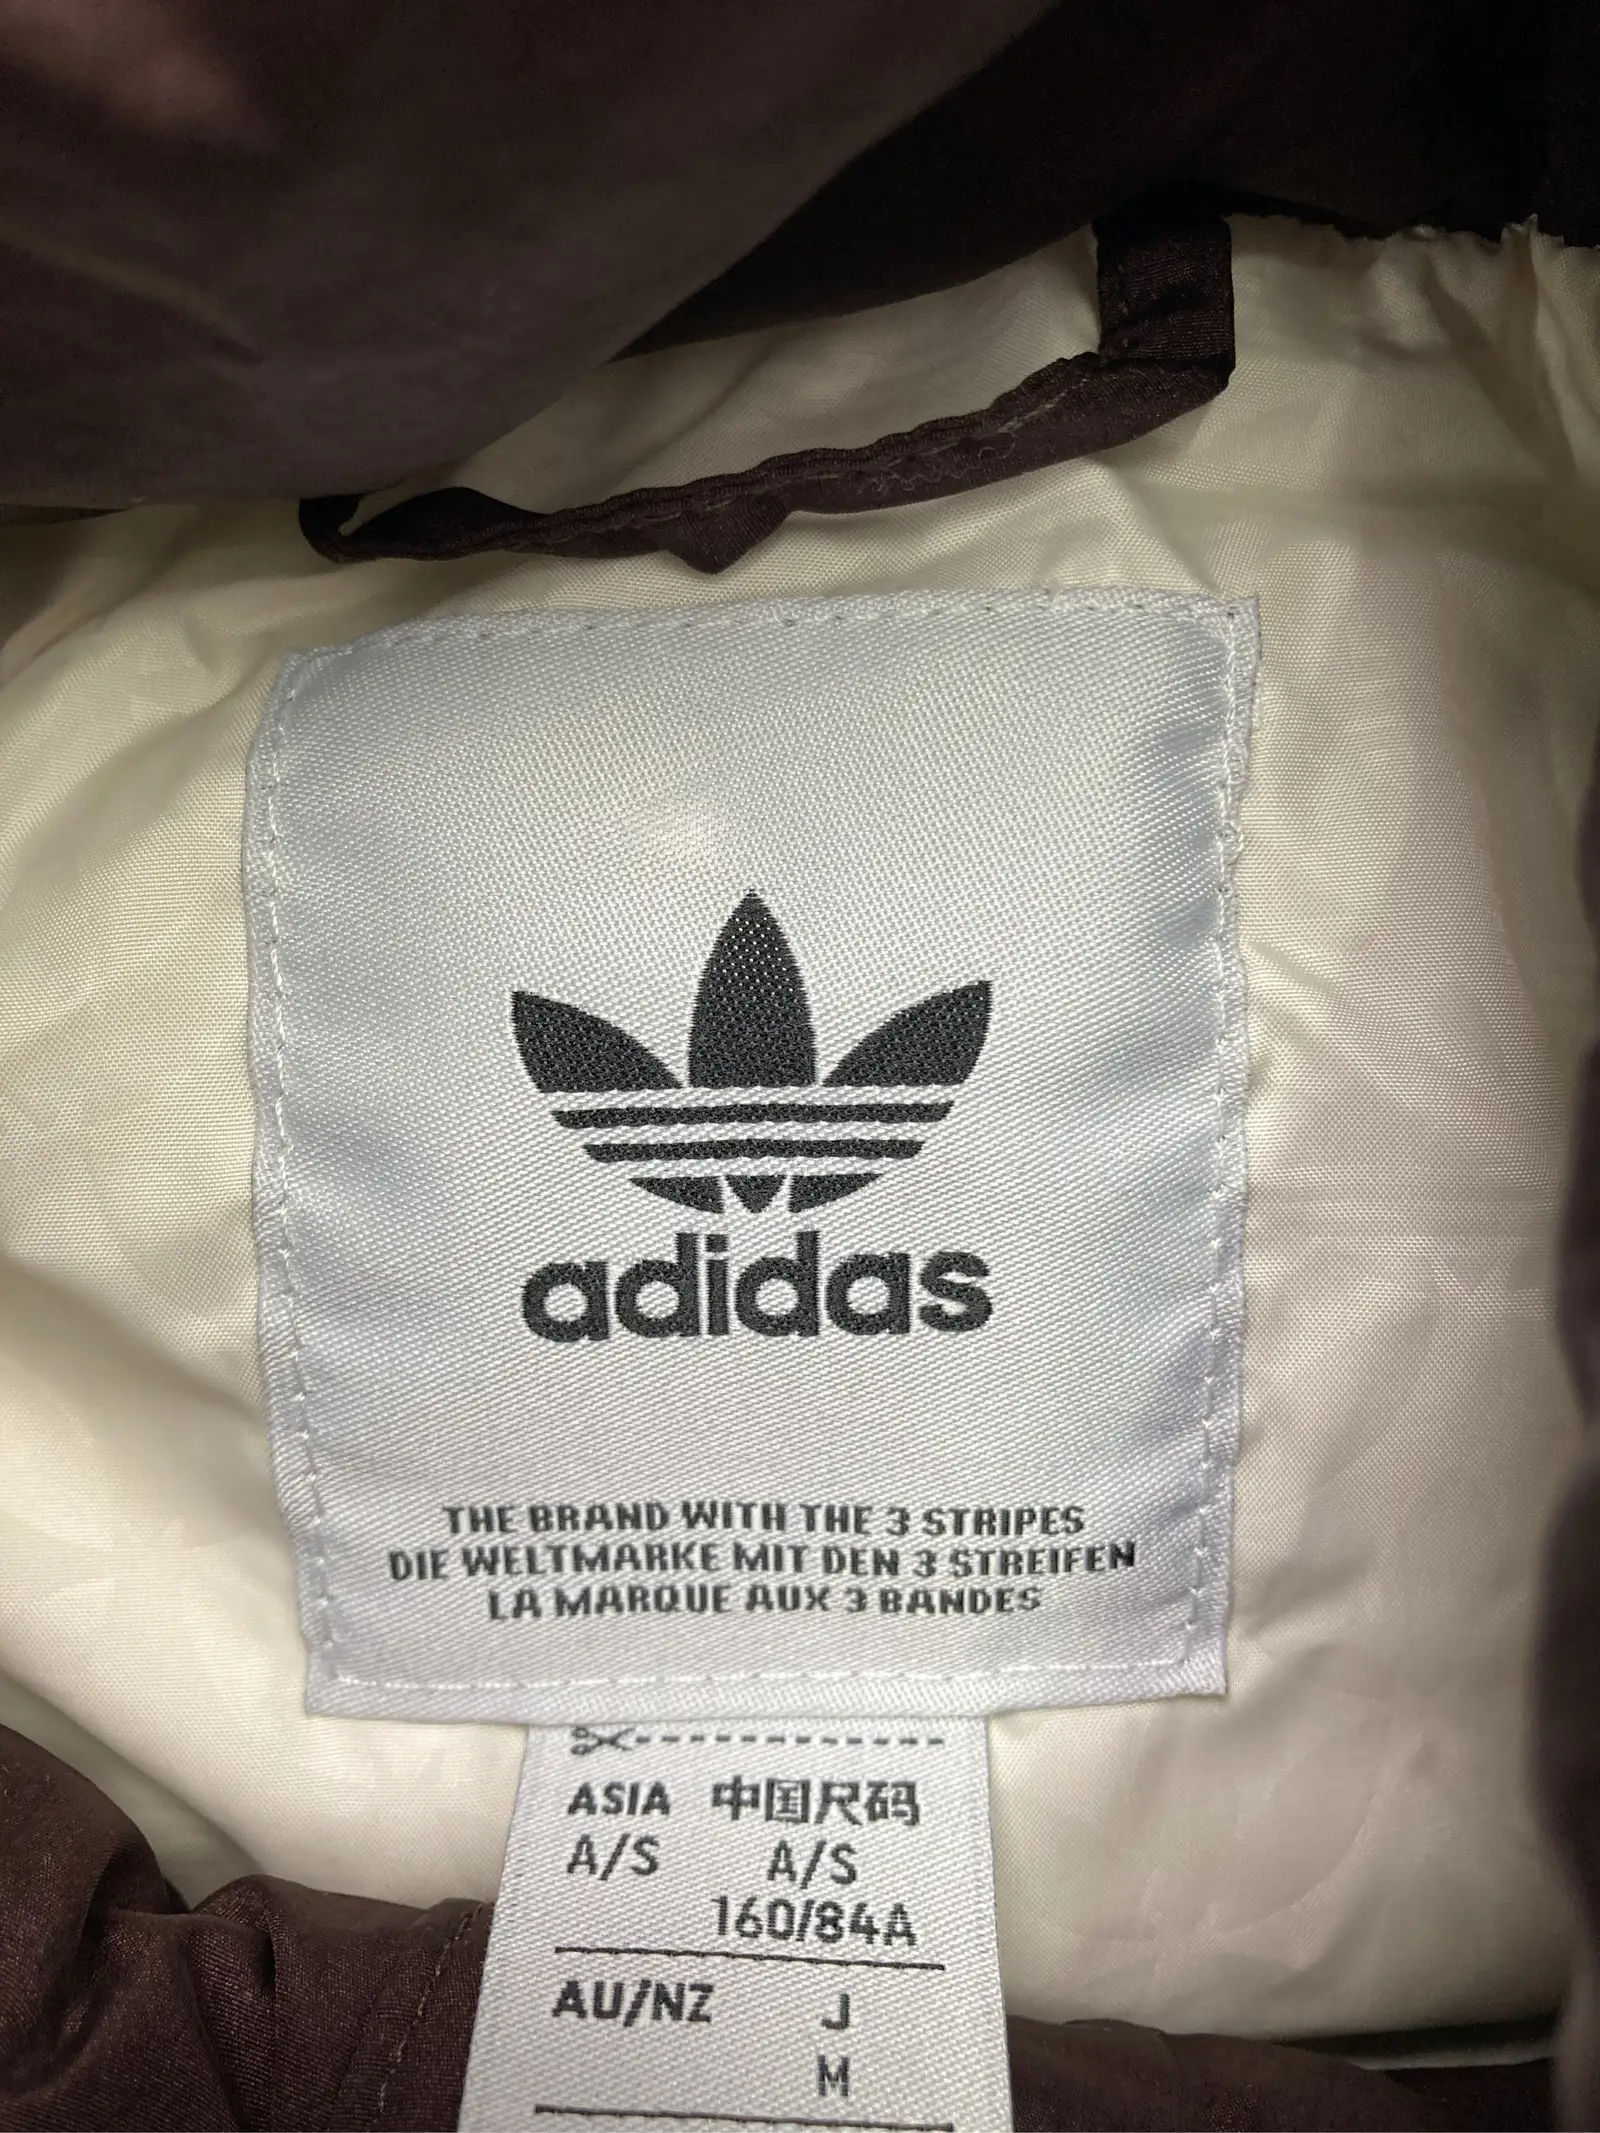 adidas
THE BRAND WITH THE 3 STRIPES
DIE WELTMARKE MIT DEN 3 STREIFEN
LA MARQUE AUX 3 BANDES
ASIA 中国尺码
A/S A/S
160/84A
AU/NZ J
M